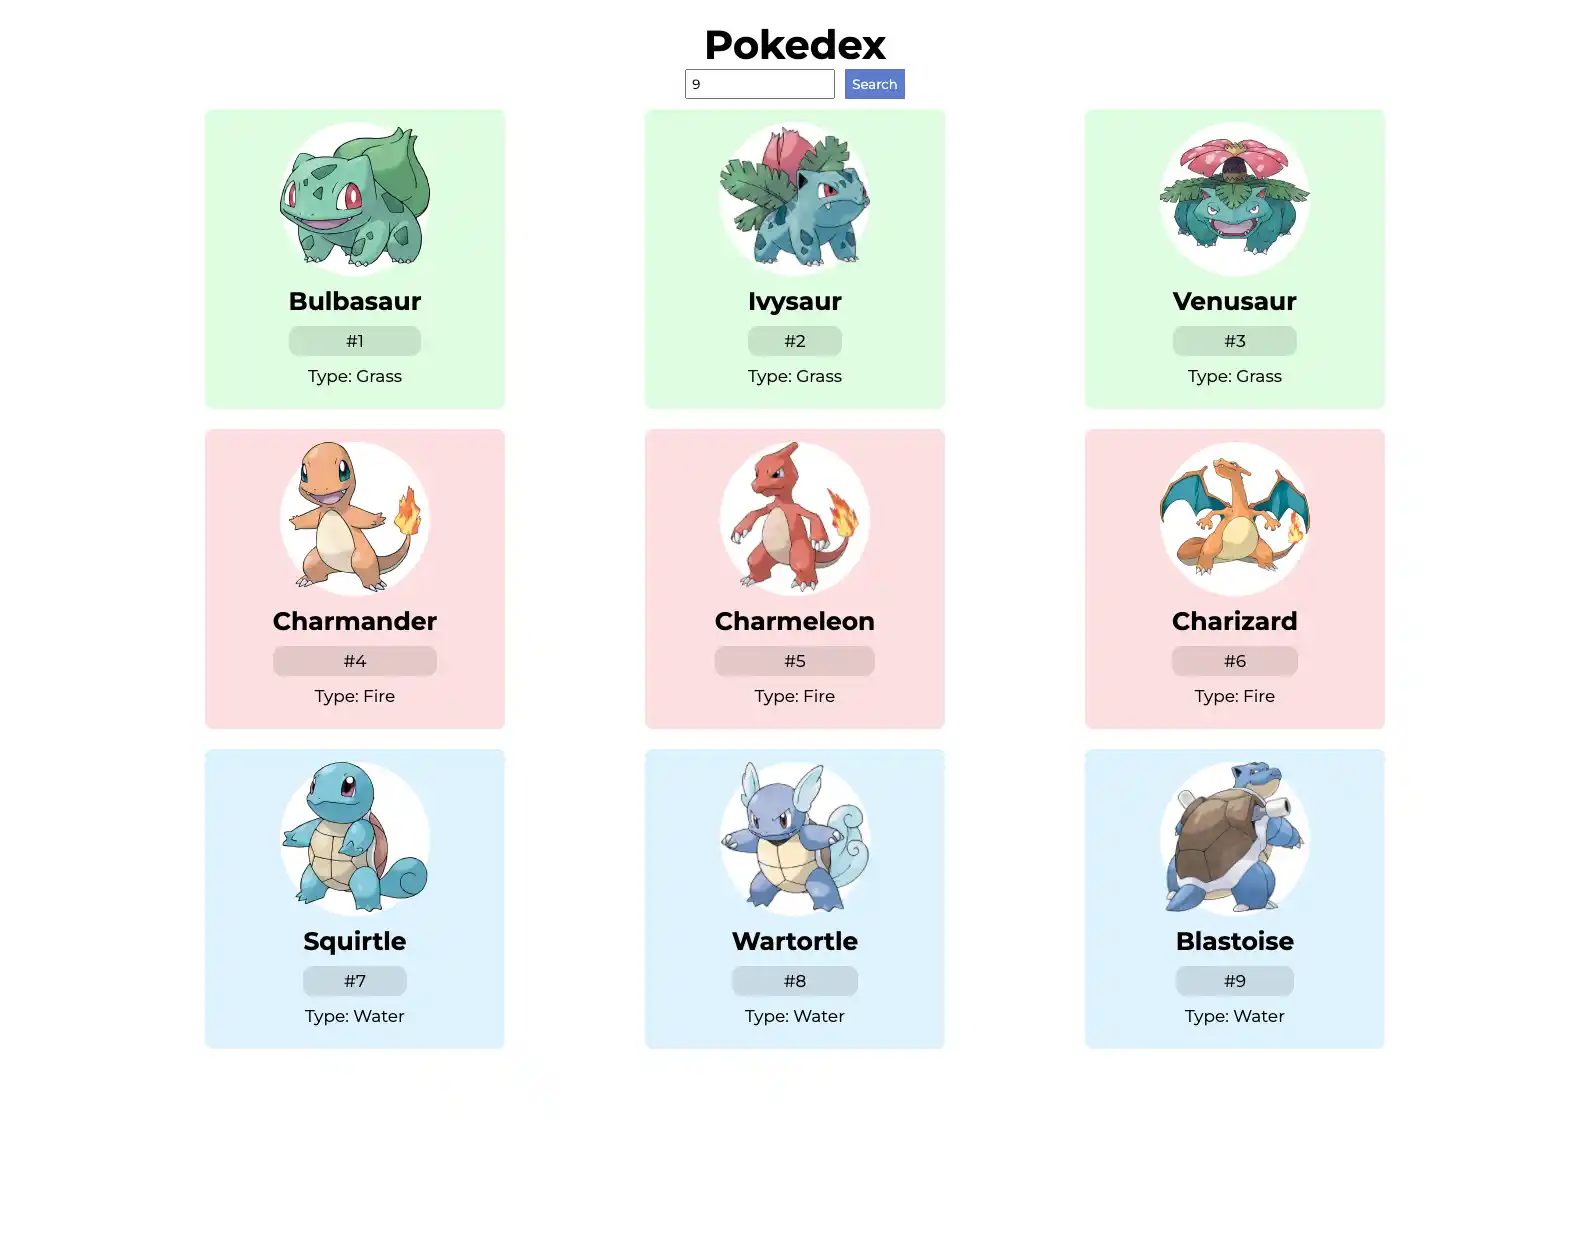 Pokedex
9 Search
Bulbasaur
#1
Type: Grass
Ivysaur
#2
Type: Grass
Venusaur
#3
Type: Grass
Charmander
#4
Type: Fire
Charmeleon
#5
Type: Fire
Charizard
#6
Type: Fire
Squirtle
#7
Type: Water
Wartortle
#8
Type: Water
Blastoise
#9
Type: Water